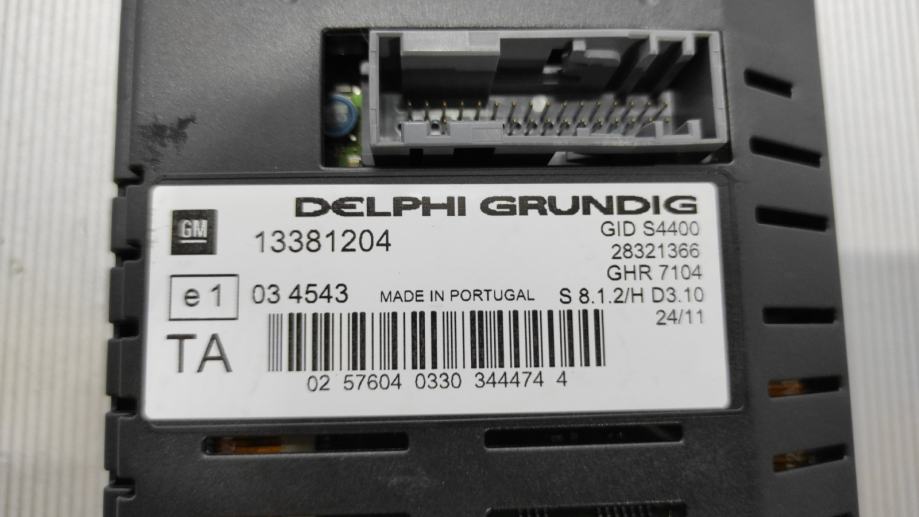 DELPHI GRUNDIG
GM
13381204
GID S4400
28321366
GHR 7104
e1
03 4543
MADE IN PORTUGAL
S 8.1.2/H D3.10
24/11
TA
02 57604 0330 344474 4